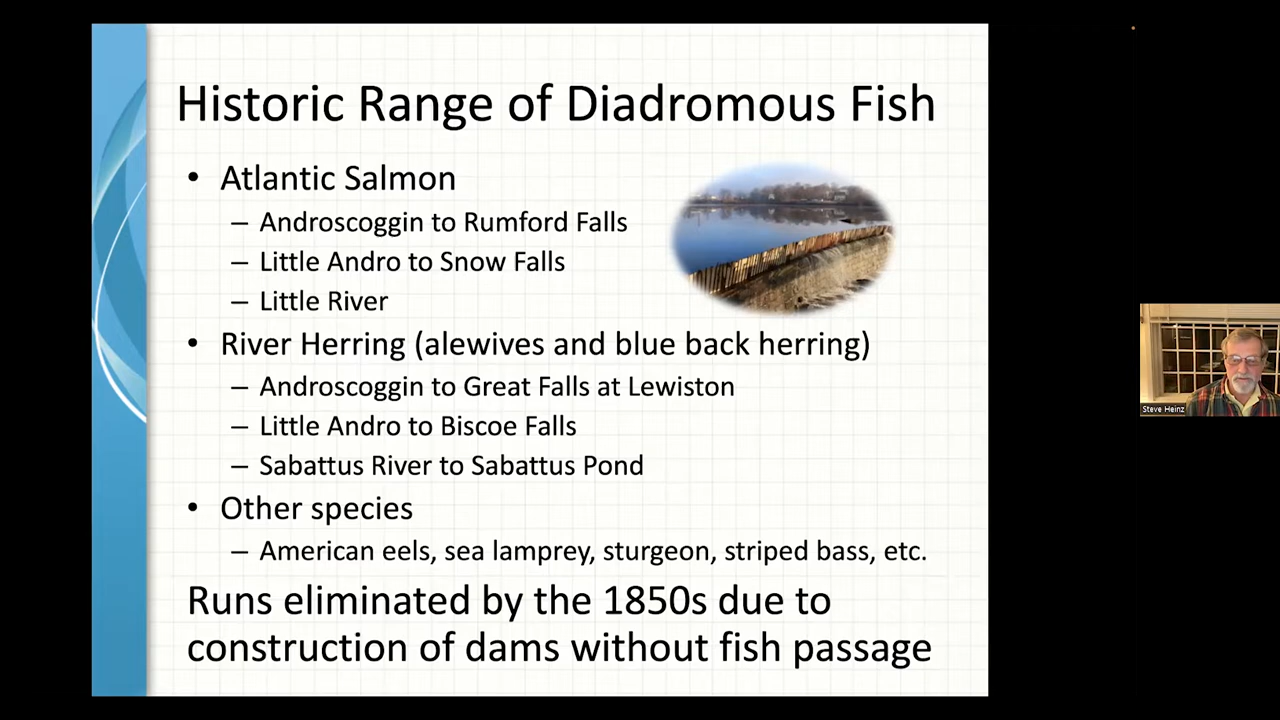 Historic Range of Diadromous Fish
• Atlantic Salmon
– Androscoggin to Rumford Falls
– Little Andro to Snow Falls
– Little River
• River Herring (alewives and blue back herring)
– Androscoggin to Great Falls at Lewiston
– Little Andro to Biscoe Falls
– Sabattus River to Sabattus Pond
• Other species
– American eels, sea lamprey, sturgeon, striped bass, etc.
Runs eliminated by the 1850s due to
construction of dams without fish passage
Steve Heinz